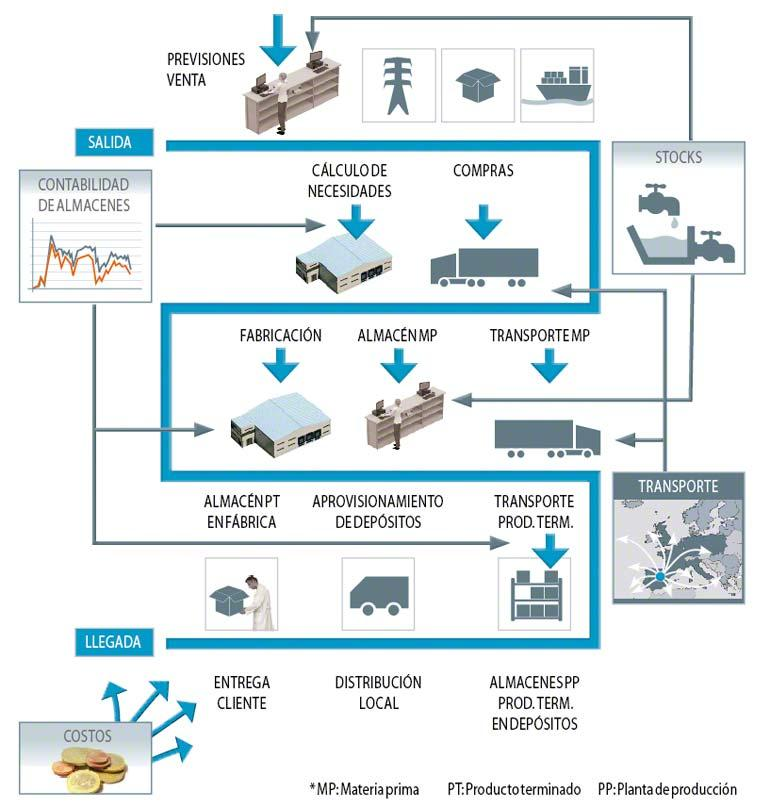 PREVISIONES
VENTA
SALIDA
STOCKS
CONTABILIDAD
DE ALMACENES
CÁLCULO DE
NECESIDADES
COMPRAS
FABRICACIÓN
ALMACÉN MP
TRANSPORTE MP
TRANSPORTE
ALMACÉN PT
EN FÁBRICA
APROVISIONAMIENTO
DE DEPÓSITOS
TRANSPORTE
PROD. TERM.
LLEGADA
ENTREGA
CLIENTE
DISTRIBUCIÓN
LOCAL
ALMACENES PP
PROD. TERM.
EN DEPÓSITOS
COSTOS
* MP: Materia prima PT: Producto terminado PP: Planta de producción